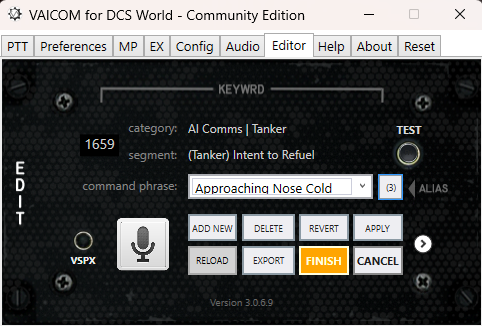 VAICOM for DCS World - Community Edition
PTT Preferences MP EX Config Audio Editor Help About Reset
KEYWRD
category: AI Comms | Tanker
TEST
1659
segment: (Tanker) Intent to Refuel
EDIT
command phrase: Approaching Nose Cold (3) ALIAS
ADD NEW DELETE REVERT APPLY
VSPX
RELOAD EXPORT FINISH CANCEL
Version 3.0.6.9